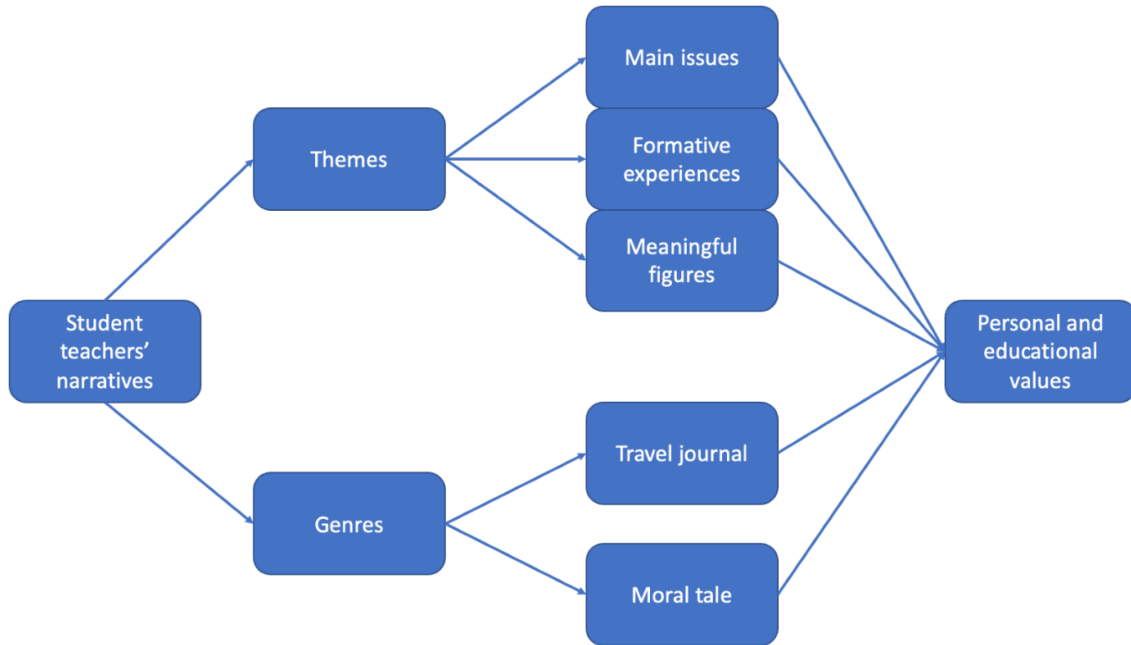 Main issues
Themes
Formative
experiences
Meaningful
figures
Student
teachers’
narratives
Personal and
educational
values
Travel journal
Genres
Moral tale